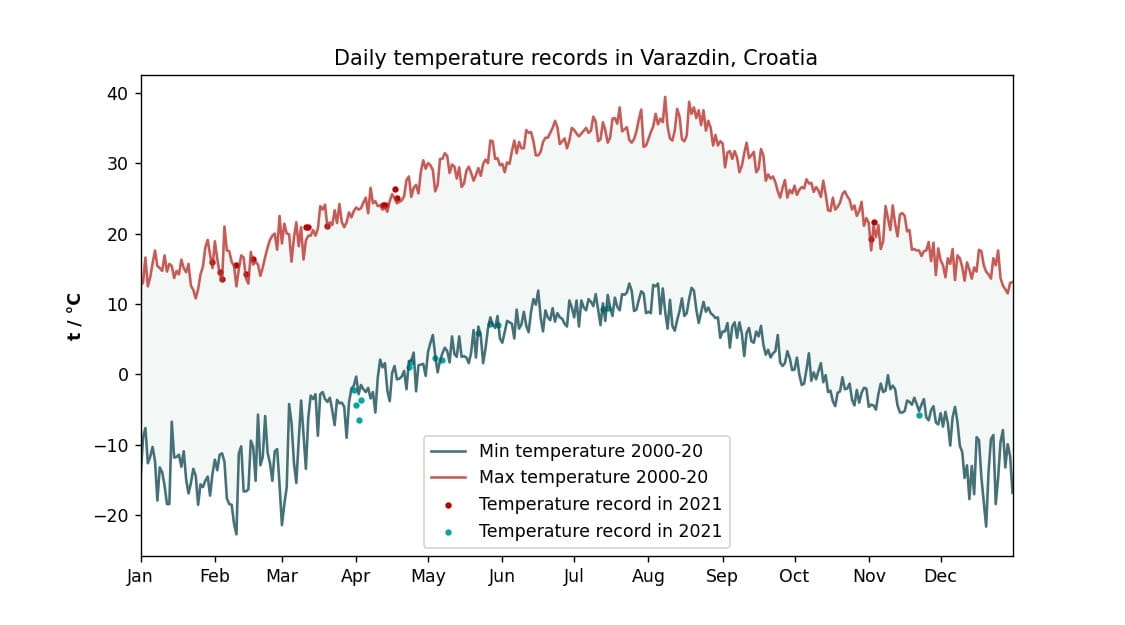 Daily temperature records in Varazdin, Croatia
40
30
20
10
0
−10
−20
t / °C
Min temperature 2000-20
Max temperature 2000-20
Temperature record in 2021
Temperature record in 2021
Jan Feb Mar Apr May Jun Jul Aug Sep Oct Nov Dec